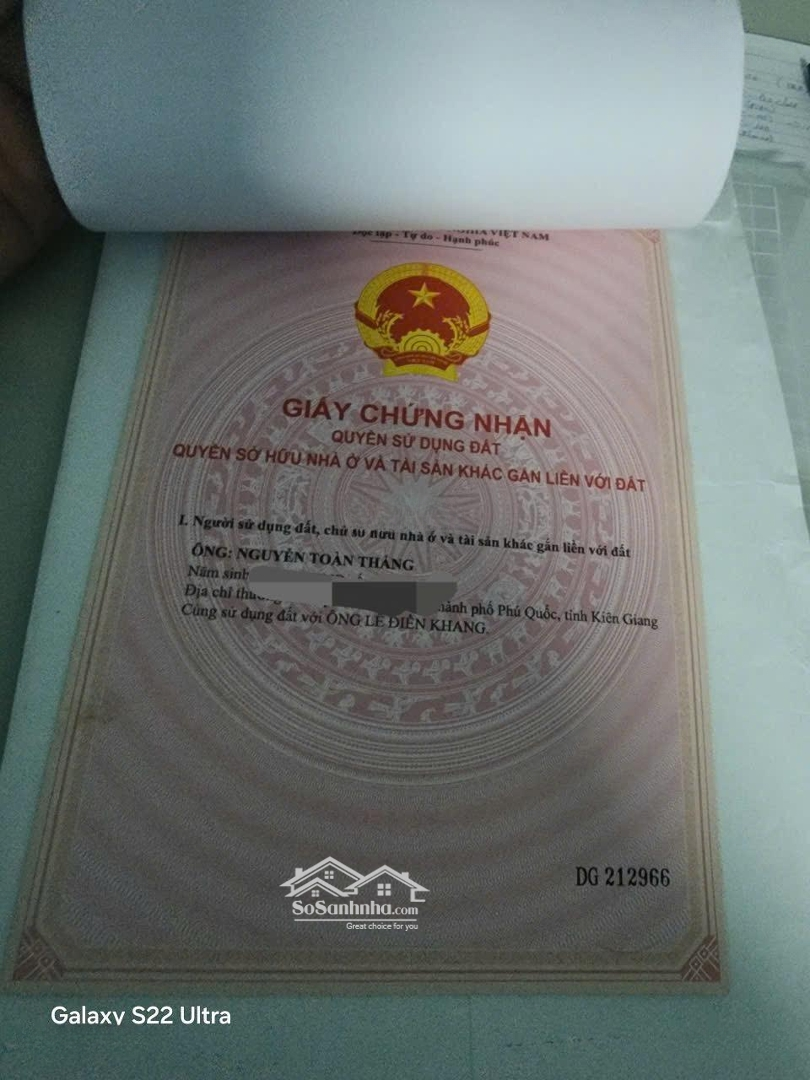 Độc lập - Tự do - Hạnh phúc
VIỆT NAM
GIẤY CHỨNG NHẬN
QUYỀN SỬ DỤNG ĐẤT
QUYỀN SỞ HỮU NHÀ Ở VÀ TÀI SẢN KHÁC GẮN LIỀN VỚI ĐẤT
I. Người sử dụng đất, chủ sở hữu nhà ở và tài sản khác gắn liền với đất
ÔNG: NGUYỄN TOÀN THẮNG
Năm sinh
Địa chỉ phố Phú Quốc, tỉnh Kiên Giang
Cùng sử dụng đất với ÔNG LÊ ĐIỀN KHANG.
DG 212966
SoSanhnha.com
Great choice for you
Galaxy S22 Ultra